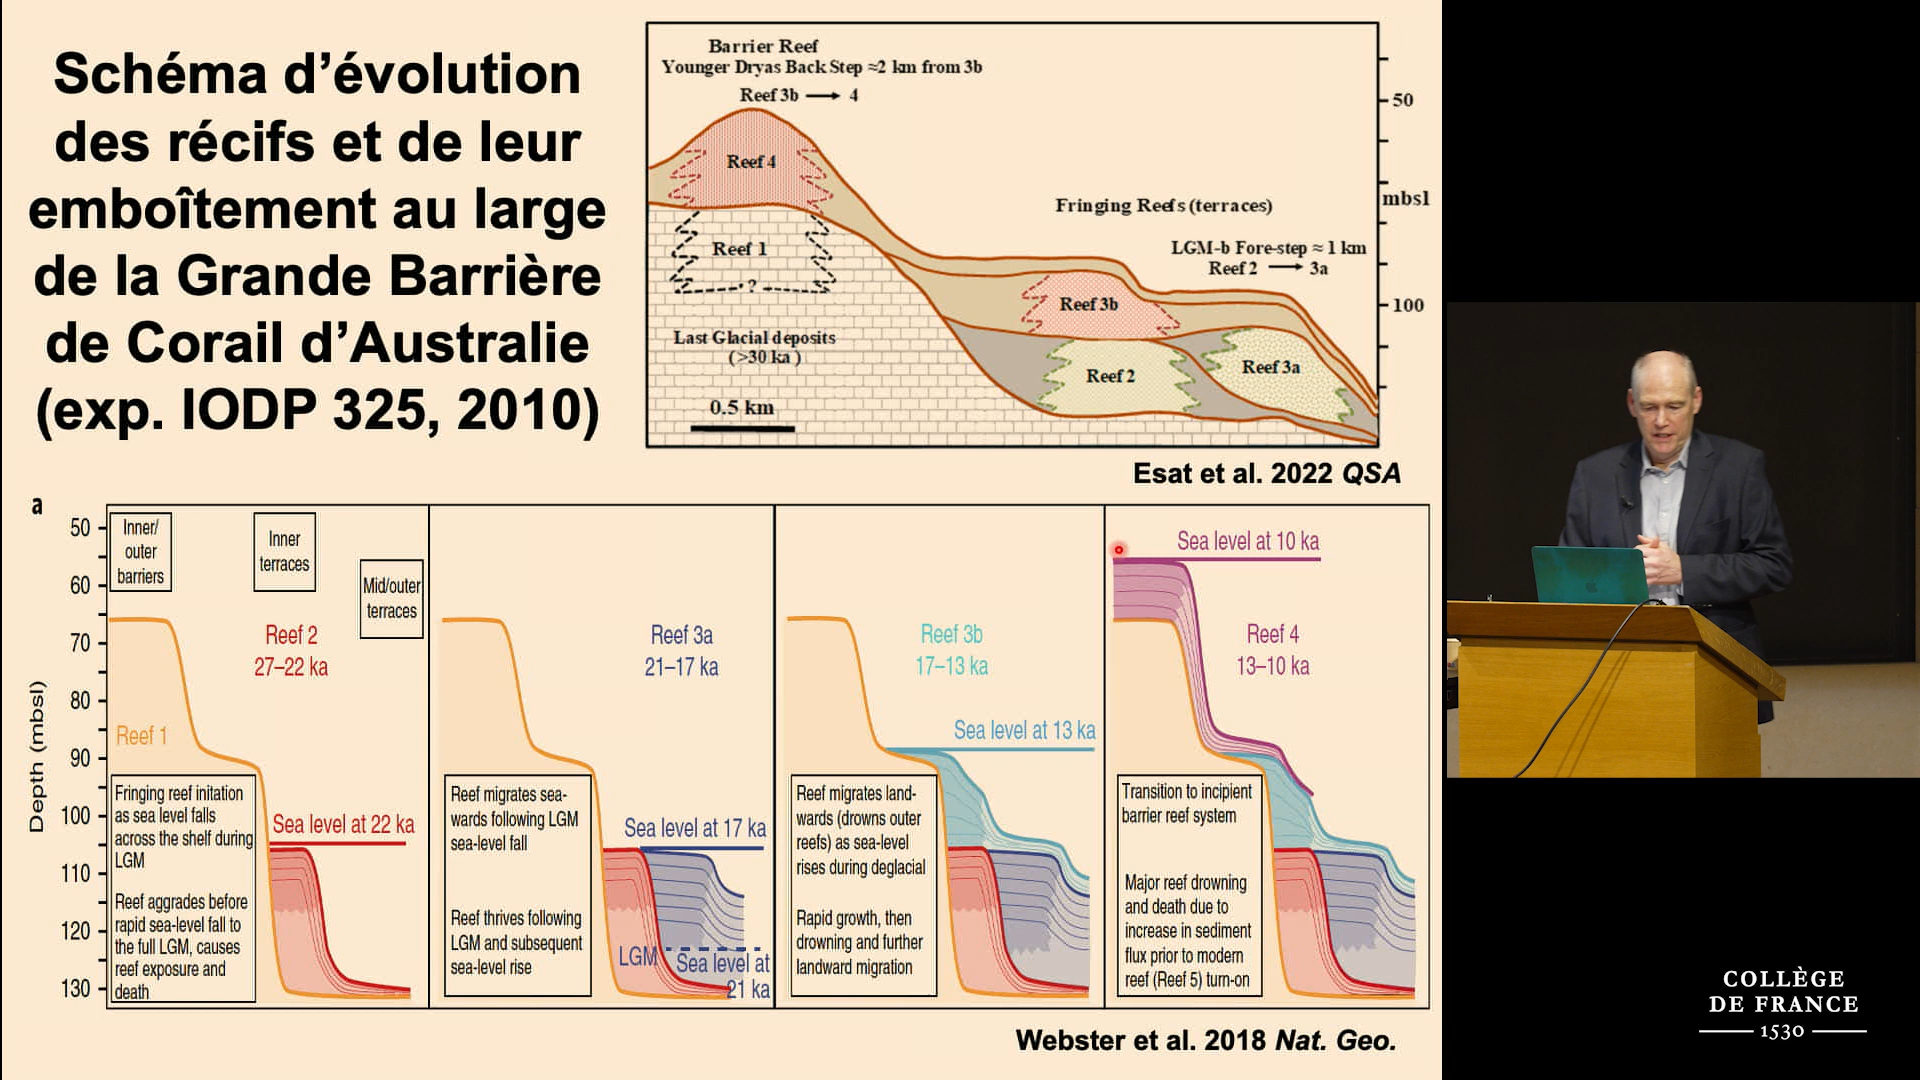 Schéma d’évolution
des récifs et de leur
emboîtement au large
de la Grande Barrière
de Corail d’Australie
(exp. IODP 325, 2010)
Barrier Reef
Younger Dryas Back Step ≈2 km from 3b
Reef 3b → 4
Reef 4
Reef 1
?
Last Glacial deposits
(>30 ka )
0.5 km
Fringing Reefs (terraces)
LGM-b Fore-step ≈ 1 km
Reef 2 → 3a
Reef 3b
Reef 2
Reef 3a
50
mbsl
100
Esat et al. 2022 QSA
a
Depth (mbsl)
50
60
70
80
90
100
110
120
130
Inner/
outer
barriers
Inner
terraces
Mid/outer
terraces
Reef 2
27–22 ka
Reef 1
Sea level at 22 ka
Fringing reef initation
as sea level falls
across the shelf during
LGM
Reef aggrades before
rapid sea-level fall to
the full LGM, causes
reef exposure and
death
Reef 3a
21–17 ka
Sea level at 17 ka
Reef migrates sea-
wards following LGM
sea-level fall
Reef thrives following
LGM and subsequent
sea-level rise
LGM
Sea level at
21 ka
Reef 3b
17–13 ka
Sea level at 13 ka
Reef migrates land-
wards (drowns outer
reefs) as sea-level
rises during deglacial
Rapid growth, then
drowning and further
landward migration
Sea level at 10 ka
Reef 4
13–10 ka
Transition to incipient
barrier reef system
Major reef drowning
and death due to
increase in sediment
flux prior to modern
reef (Reef 5) turn-on
Webster et al. 2018 Nat. Geo.
COLLÈGE
DE FRANCE
1530